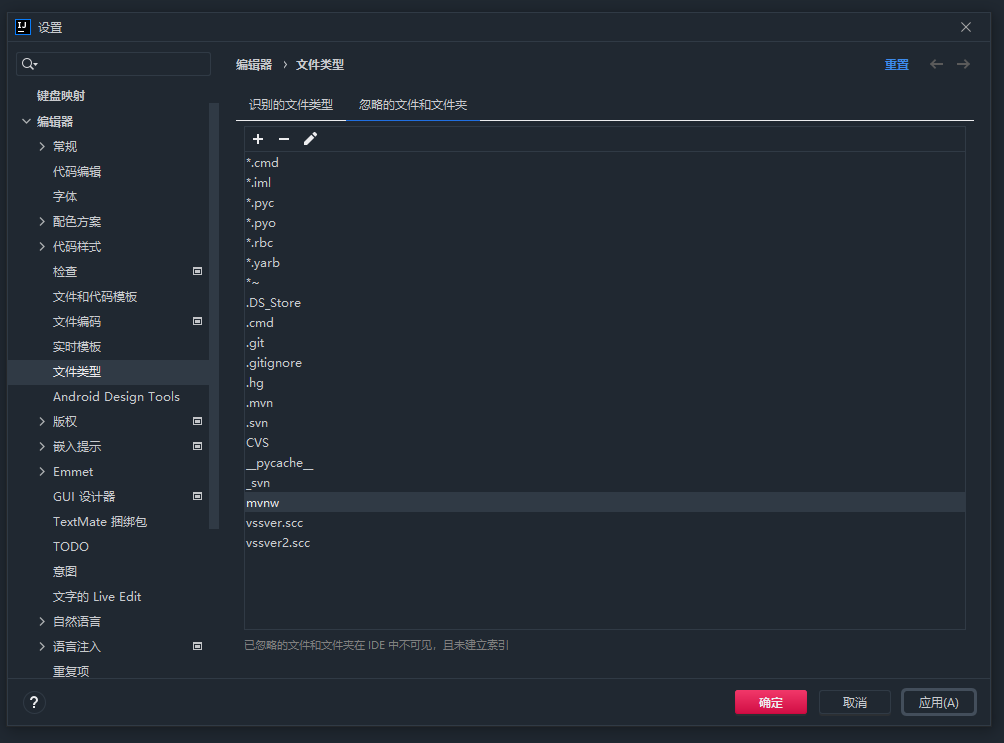 设置
编辑器 › 文件类型
重置
键盘映射
编辑器
常规
代码编辑
字体
配色方案
代码样式
检查
文件和代码模板
文件编码
实时模板
文件类型
Android Design Tools
版权
嵌入提示
Emmet
GUI 设计器
TextMate 捆绑包
TODO
意图
文字的 Live Edit
自然语言
语言注入
重复项
识别的文件类型
忽略的文件和文件夹
*.cmd
*.iml
*.pyc
*.pyo
*.rbc
*.yarb
*~
.DS_Store
.cmd
.git
.gitignore
.hg
.mvn
.svn
CVS
__pycache__
_svn
mvnw
vssver.scc
vssver2.scc
已忽略的文件和文件夹在 IDE 中不可见，且未建立索引
?
确定
取消
应用(A)